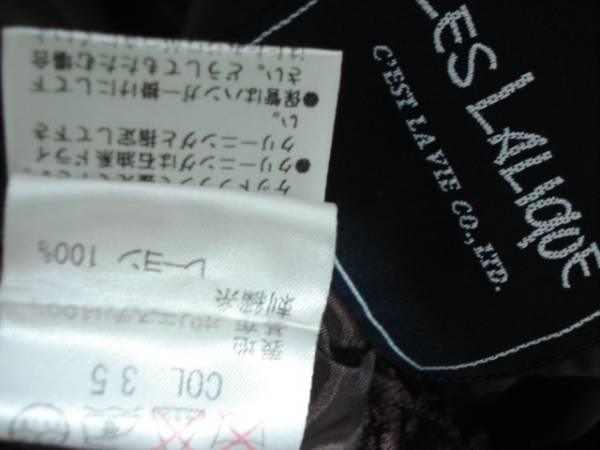 LES LALIQUE
C'EST LA VIE CO., LTD.
COL. 35
表地
基布 ポリエステル100%
刺繍糸
レーヨン 100%
●クリーニングは石油系ドライ
クリーニングと指定して下さ
い。
●保管はハンガー掛けにして下
さい。どうしてもたたむ場合